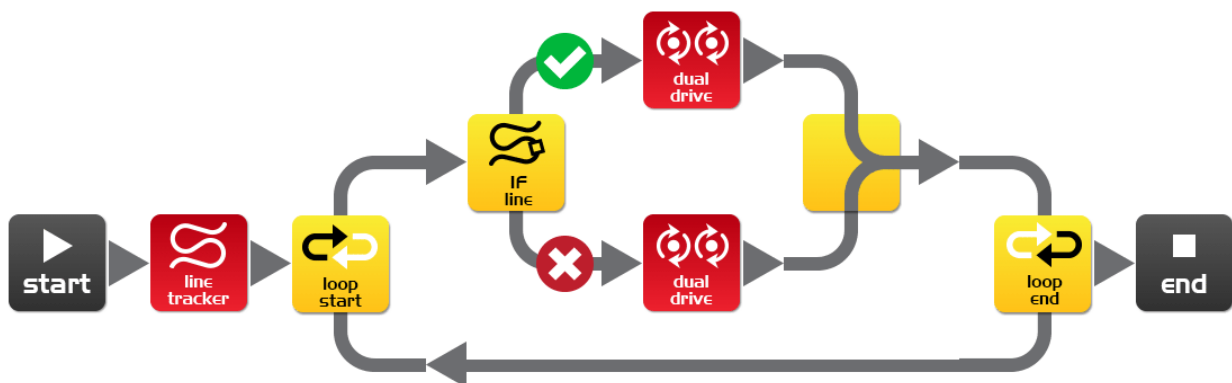 start
line
tracker
loop
start
IF
line
dual
drive
dual
drive
loop
end
end